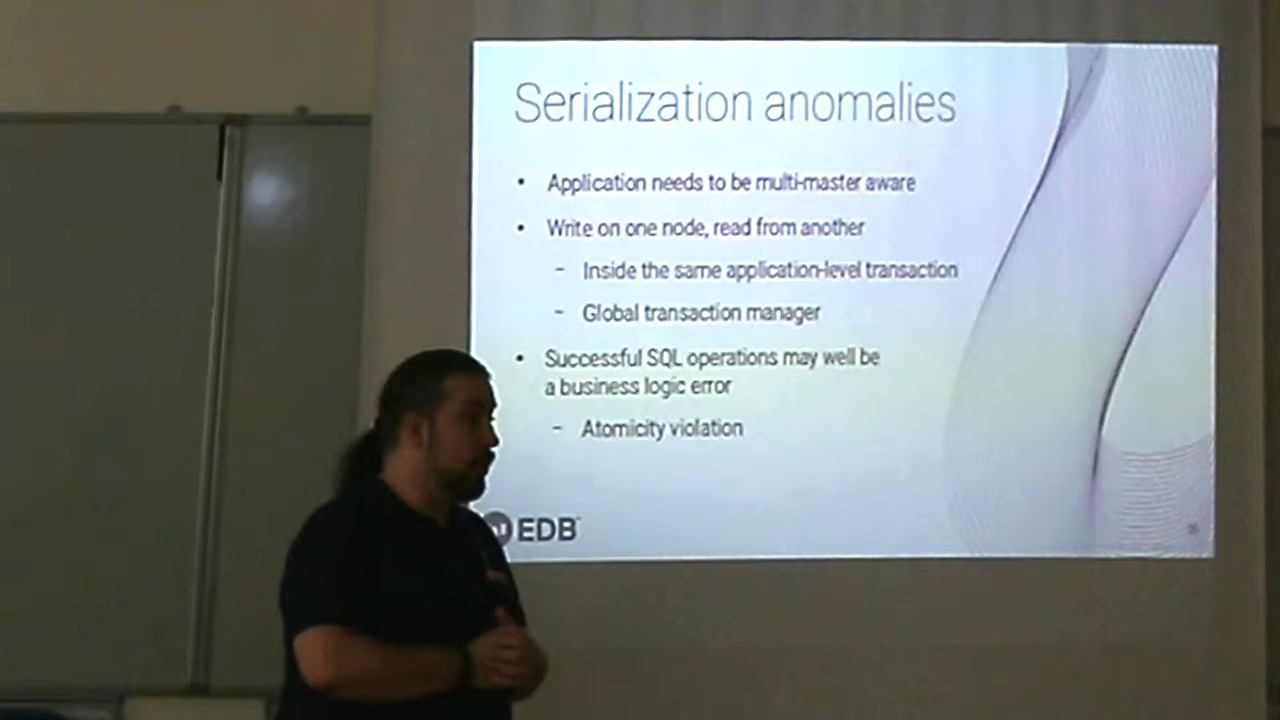 Serialization anomalies
• Application needs to be multi-master aware
• Write on one node, read from another
– Inside the same application-level transaction
– Global transaction manager
• Successful SQL operations may well be
a business logic error
– Atomicity violation
EDB